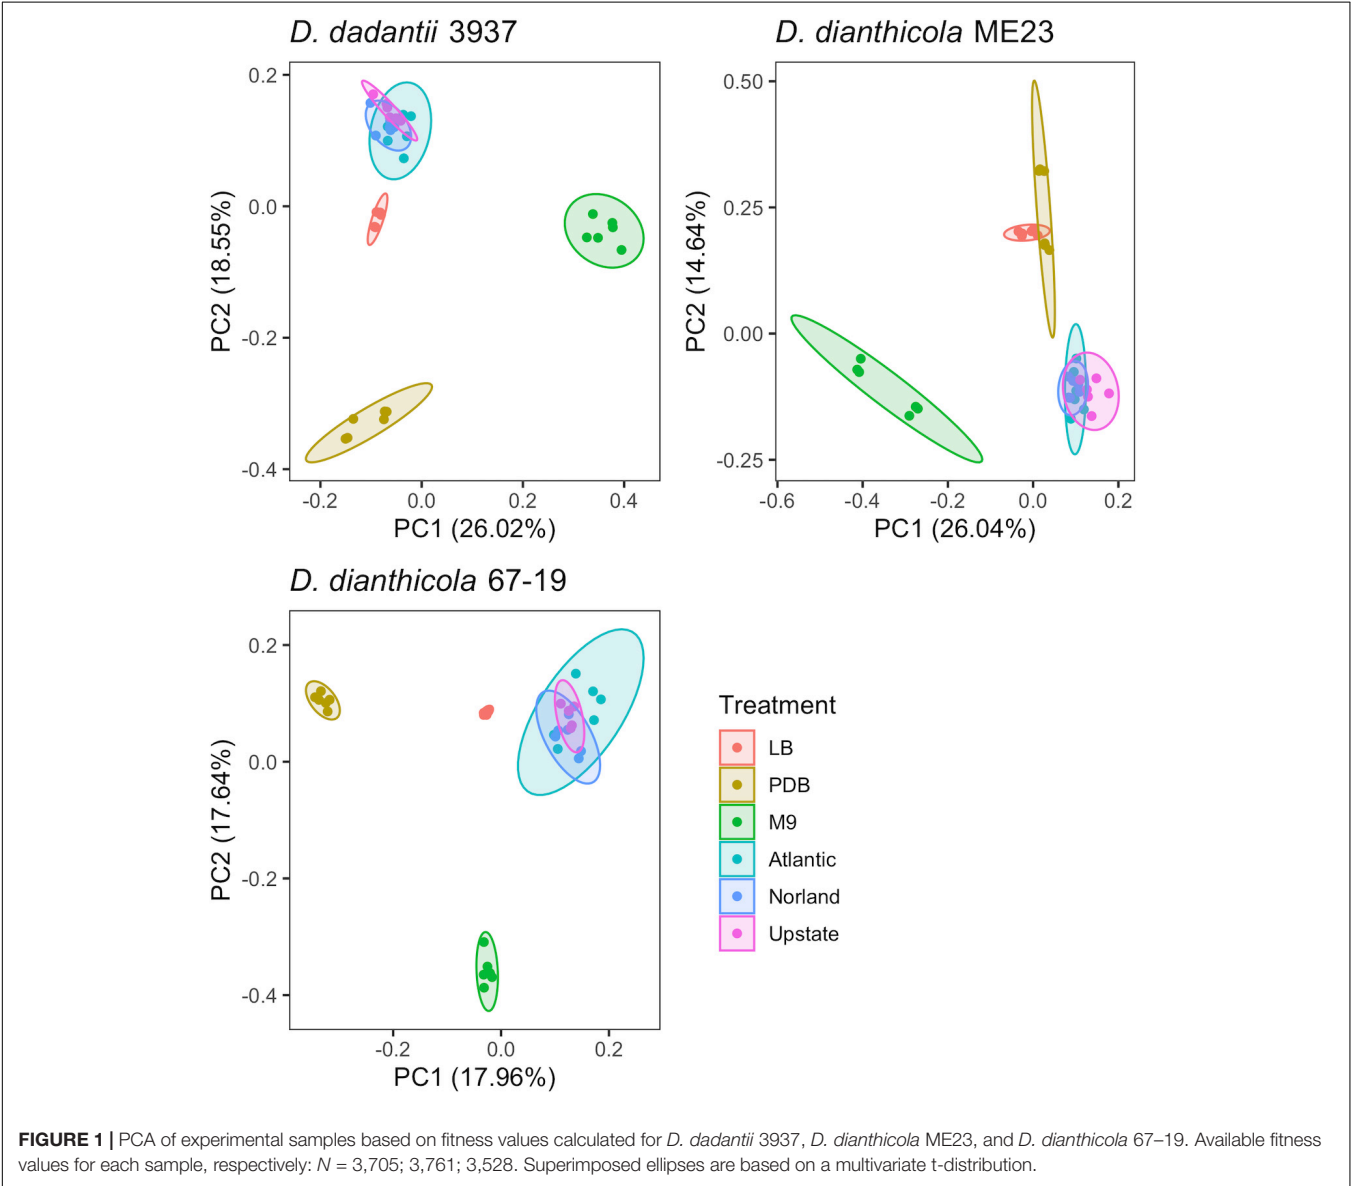 D. dadantii 3937
D. dianthicola ME23
0.2
0.0
-0.2
-0.4
PC2 (18.55%)
-0.2
0.0
0.2
0.4
PC1 (26.02%)
0.50
0.25
0.00
-0.25
PC2 (14.64%)
-0.6
-0.4
-0.2
0.0
0.2
PC1 (26.04%)
D. dianthicola 67-19
0.2
0.0
-0.2
-0.4
PC2 (17.64%)
-0.2
0.0
0.2
PC1 (17.96%)
Treatment
LB
PDB
M9
Atlantic
Norland
Upstate
FIGURE 1 | PCA of experimental samples based on fitness values calculated for D. dadantii 3937, D. dianthicola ME23, and D. dianthicola 67–19. Available fitness
values for each sample, respectively: N = 3,705; 3,761; 3,528. Superimposed ellipses are based on a multivariate t-distribution.